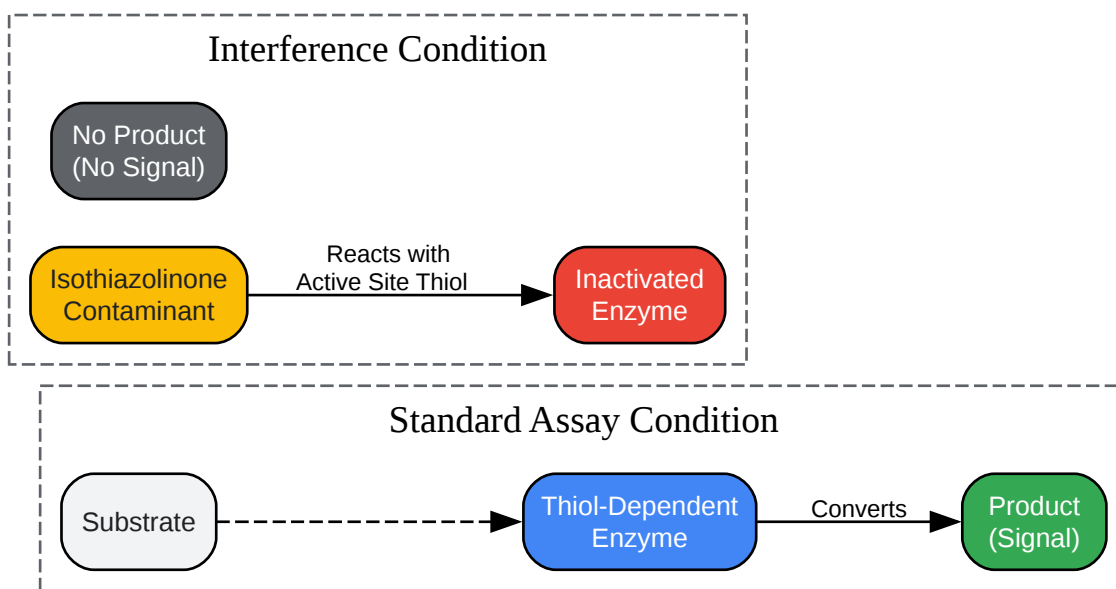 Interference Condition
No Product
(No Signal)
Isothiazolinone
Contaminant
Reacts with
Active Site Thiol
Inactivated
Enzyme
Standard Assay Condition
Substrate
Thiol-Dependent
Enzyme
Converts
Product
(Signal)